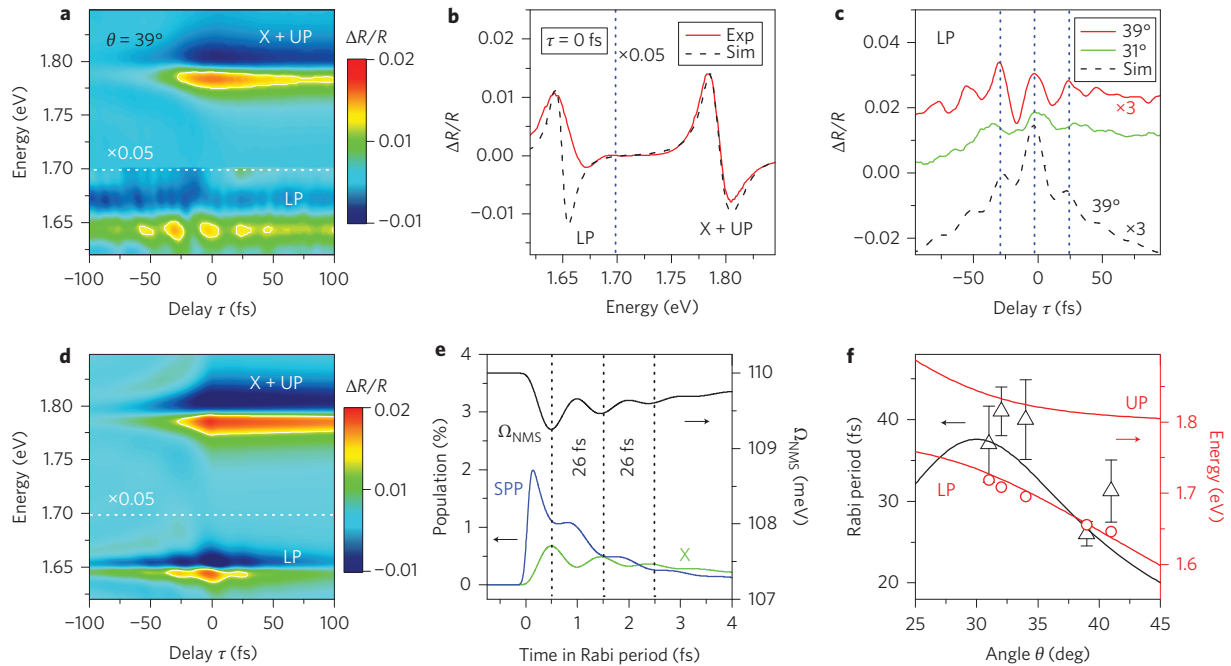 a
θ = 39°
X + UP
×0.05
LP
1.80
1.75
1.70
1.65
Energy (eV)
−100
−50
0
50
100
Delay τ (fs)
ΔR/R
0.02
0.01
−0.01
b
τ = 0 fs
×0.05
Exp
Sim
LP
X + UP
0.02
0.01
0.00
−0.01
ΔR/R
1.65
1.70
1.75
1.80
Energy (eV)
c
LP
39°
31°
Sim
×3
39°
×3
0.04
0.02
0.00
−0.02
ΔR/R
−50
0
50
Delay τ (fs)
d
X + UP
×0.05
LP
1.80
1.75
1.70
1.65
Energy (eV)
−100
−50
0
50
100
Delay τ (fs)
ΔR/R
0.02
0.01
−0.01
e
Ω_NMS
26 fs
26 fs
SPP
X
4
3
2
1
0
Population (%)
110
109
108
107
Ω_NMS (meV)
0
1
2
3
4
Time in Rabi period (fs)
f
UP
LP
40
30
20
Rabi period (fs)
1.8
1.7
1.6
Energy (eV)
25
30
35
40
45
Angle θ (deg)